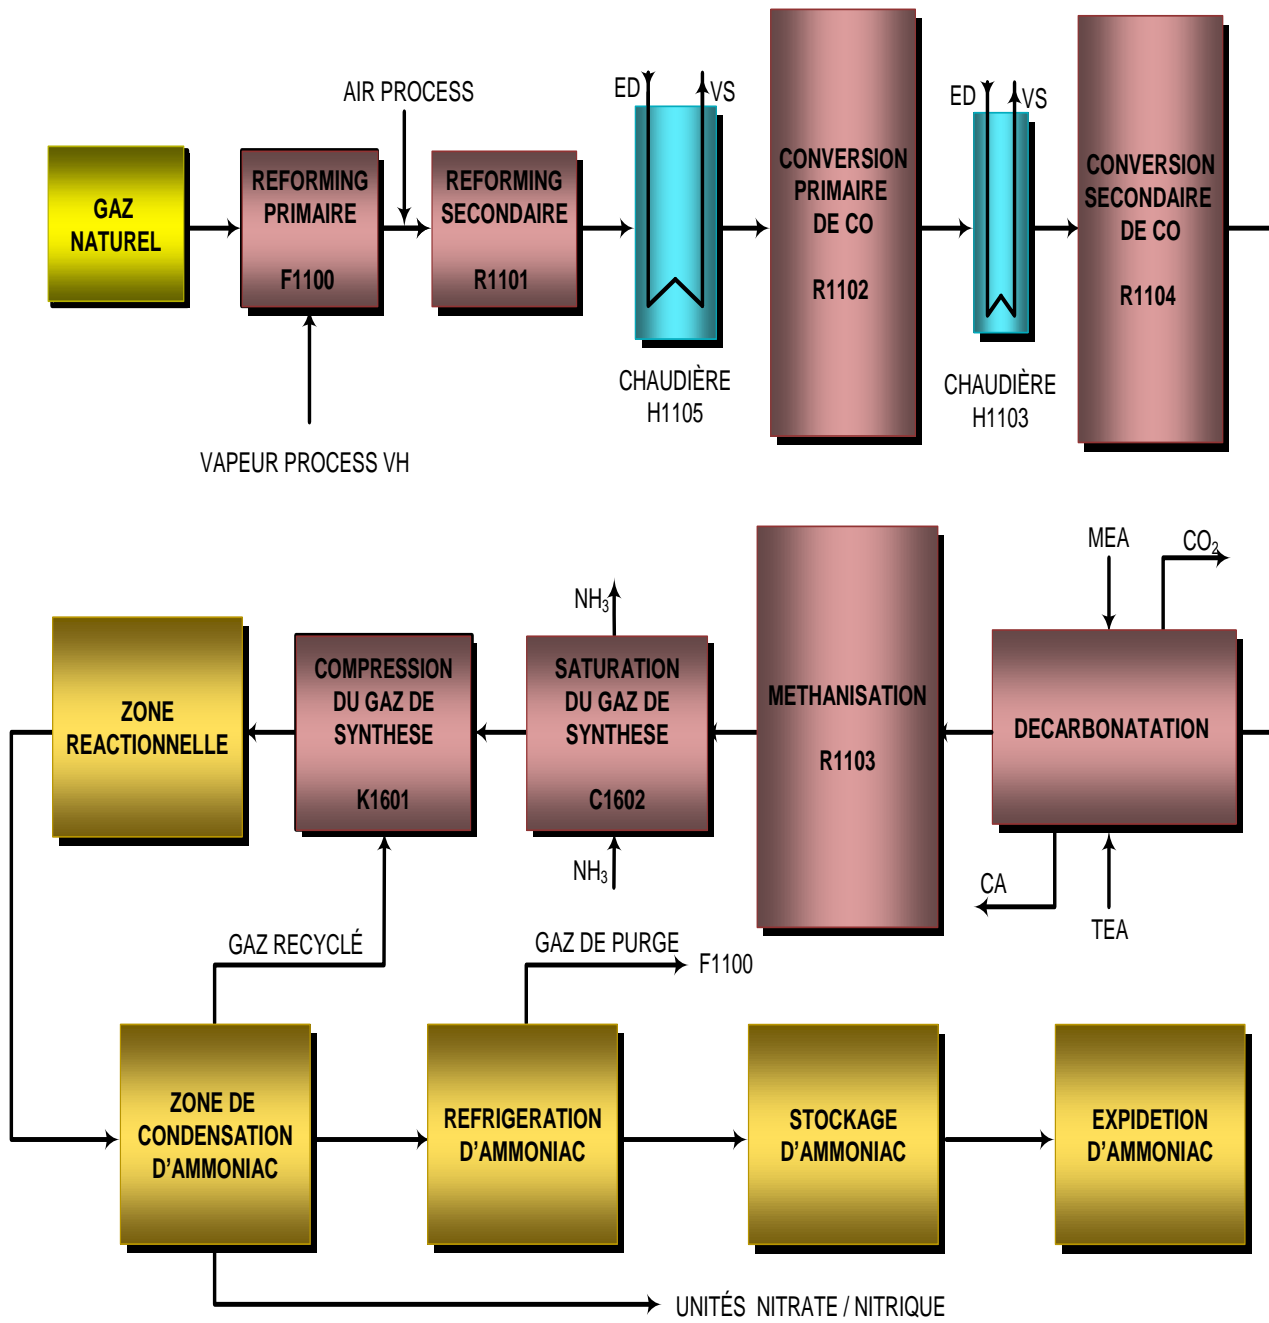 AIR PROCESS
ED
VS
ED
VS
GAZ
NATUREL
REFORMING
PRIMAIRE
F1100
REFORMING
SECONDAIRE
R1101
CONVERSION
PRIMAIRE
DE CO
R1102
CONVERSION
SECONDAIRE
DE CO
R1104
CHAUDIÈRE
H1105
CHAUDIÈRE
H1103
VAPEUR PROCESS VH
MEA
CO₂
NH₃
ZONE
REACTIONNELLE
COMPRESSION
DU GAZ DE
SYNTHESE
K1601
SATURATION
DU GAZ DE
SYNTHESE
C1602
METHANISATION
R1103
DECARBONATATION
NH₃
CA
TEA
GAZ RECYCLÉ
GAZ DE PURGE
F1100
ZONE DE
CONDENSATION
D’AMMONIAC
REFRIGERATION
D’AMMONIAC
STOCKAGE
D’AMMONIAC
EXPIDETION
D’AMMONIAC
UNITÉS NITRATE / NITRIQUE